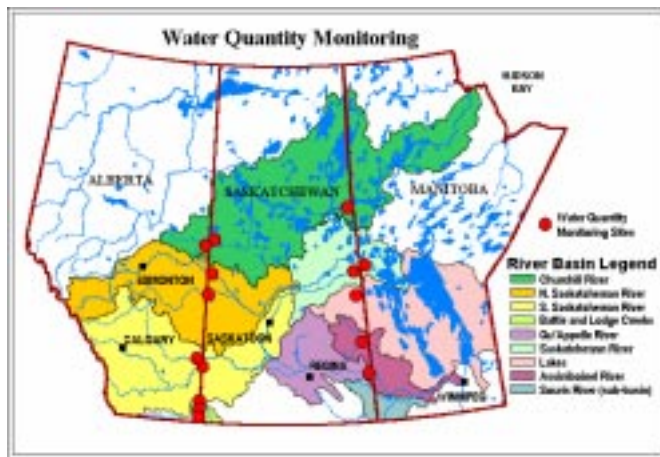 Water Quantity Monitoring
HUDSON
BAY
ALBERTA
SASKATCHEWAN
MANITOBA
Water Quantity
Monitoring Sites
EDMONTON
River Basin Legend
Churchill River
N. Saskatchewan River
S. Saskatchewan River
Battle and Lodge Creeks
Qu'Appelle River
Saskatchewan River
Lakes
Assiniboine River
Souris River (sub-basin)
CALGARY
SASKATOON
REGINA
WINNIPEG